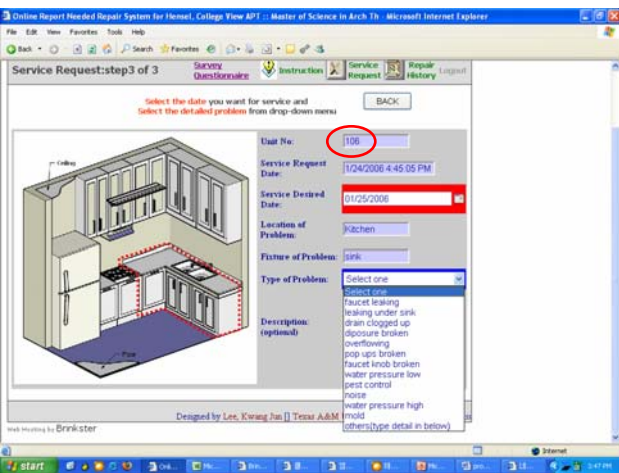 Online Report Needed Repair System for Hensel, College View APT :: Master of Science in Arch Th - Microsoft Internet Explorer
File Edit View Favorites Tools Help
Back Search Favorites
Service Request:step3 of 3
Survey Questionnaire
Instruction
Service Request
Repair History
Logout
Select the date you want for service and
Select the detailed problem from drop-down menu
BACK
Ceiling
Floor
Unit No: 106
Service Request Date: 1/24/2006 4:45:05 PM
Service Desired Date: 01/25/2006
Location of Problem: Kitchen
Fixture of Problem: sink
Type of Problem: Select one
Select one
faucet leaking
leaking under sink
drain clogged up
diposure broken
overflowing
pop ups broken
faucet knob broken
water pressure low
pest control
noise
water pressure high
mold
others(type detail in below)
Description:
(optional)
Designed by Lee, Kwang Jun [] Texas A&M
Web Hosting by Brinkster
Internet
start
3:47 PM